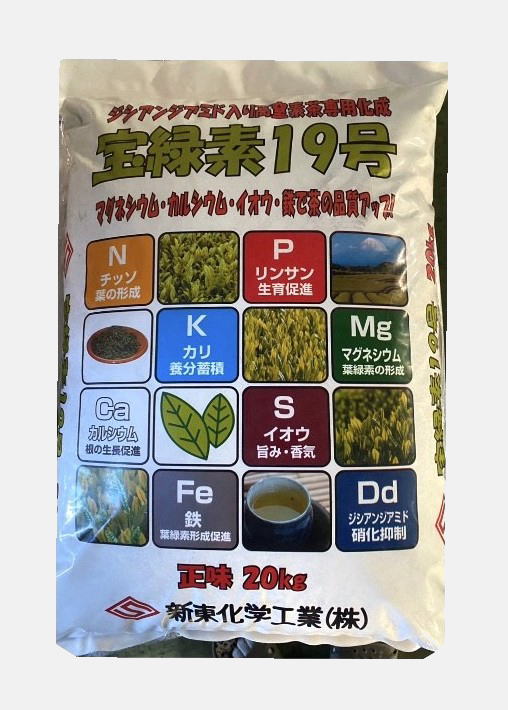 ジシアンジアミド入り高窒素茶専用化成
宝緑素19号
マグネシウム・カルシウム・イオウ・鉄で茶の品質アップ!!
N
チッソ
葉の形成
P
リンサン
生育促進
K
カリ
養分蓄積
Mg
マグネシウム
葉緑素の形成
Ca
カルシウム
根の生長促進
S
イオウ
旨み・香気
Fe
鉄
葉緑素形成促進
Dd
ジシアンジアミド
硝化抑制
正味 20kg
新東化学工業(株)
20kg